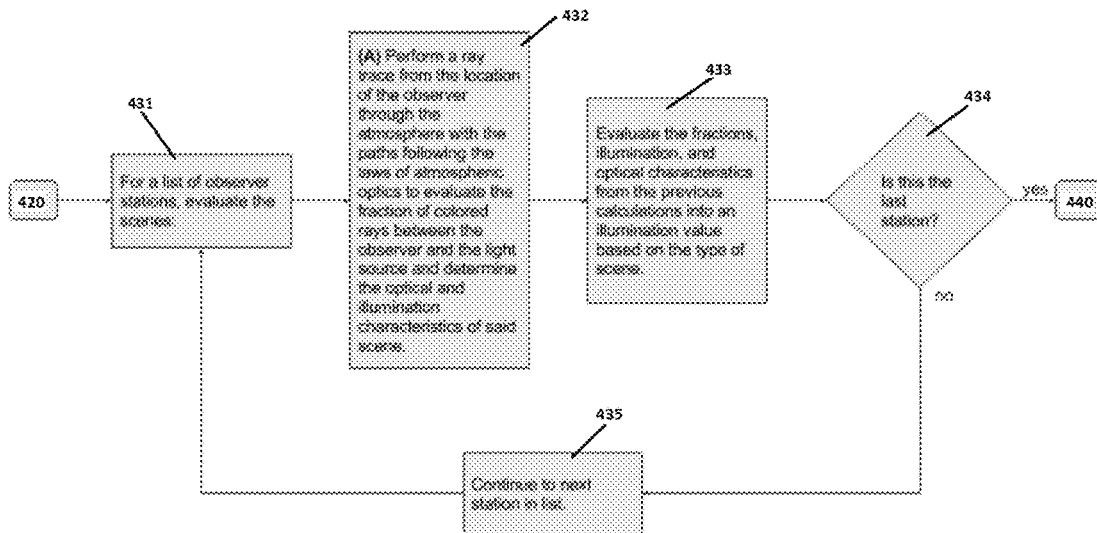 432
(A) Perform a ray
trace from the location
of the observer
through the
atmosphere with the
paths following the
laws of atmospheric
optics to evaluate the
fraction of colored
rays between the
observer and the light
source and determine
the optical and
illumination
characteristics of said
scene.
433
Evaluate the fractions,
illumination, and
optical characteristics
from the previous
calculations into an
illumination value
based on the type of
scene.
434
Is this the
last
station?
yes
no
431
For a list of observer
stations, evaluate the
scenes:
420
440
435
Continue to next
station in list.